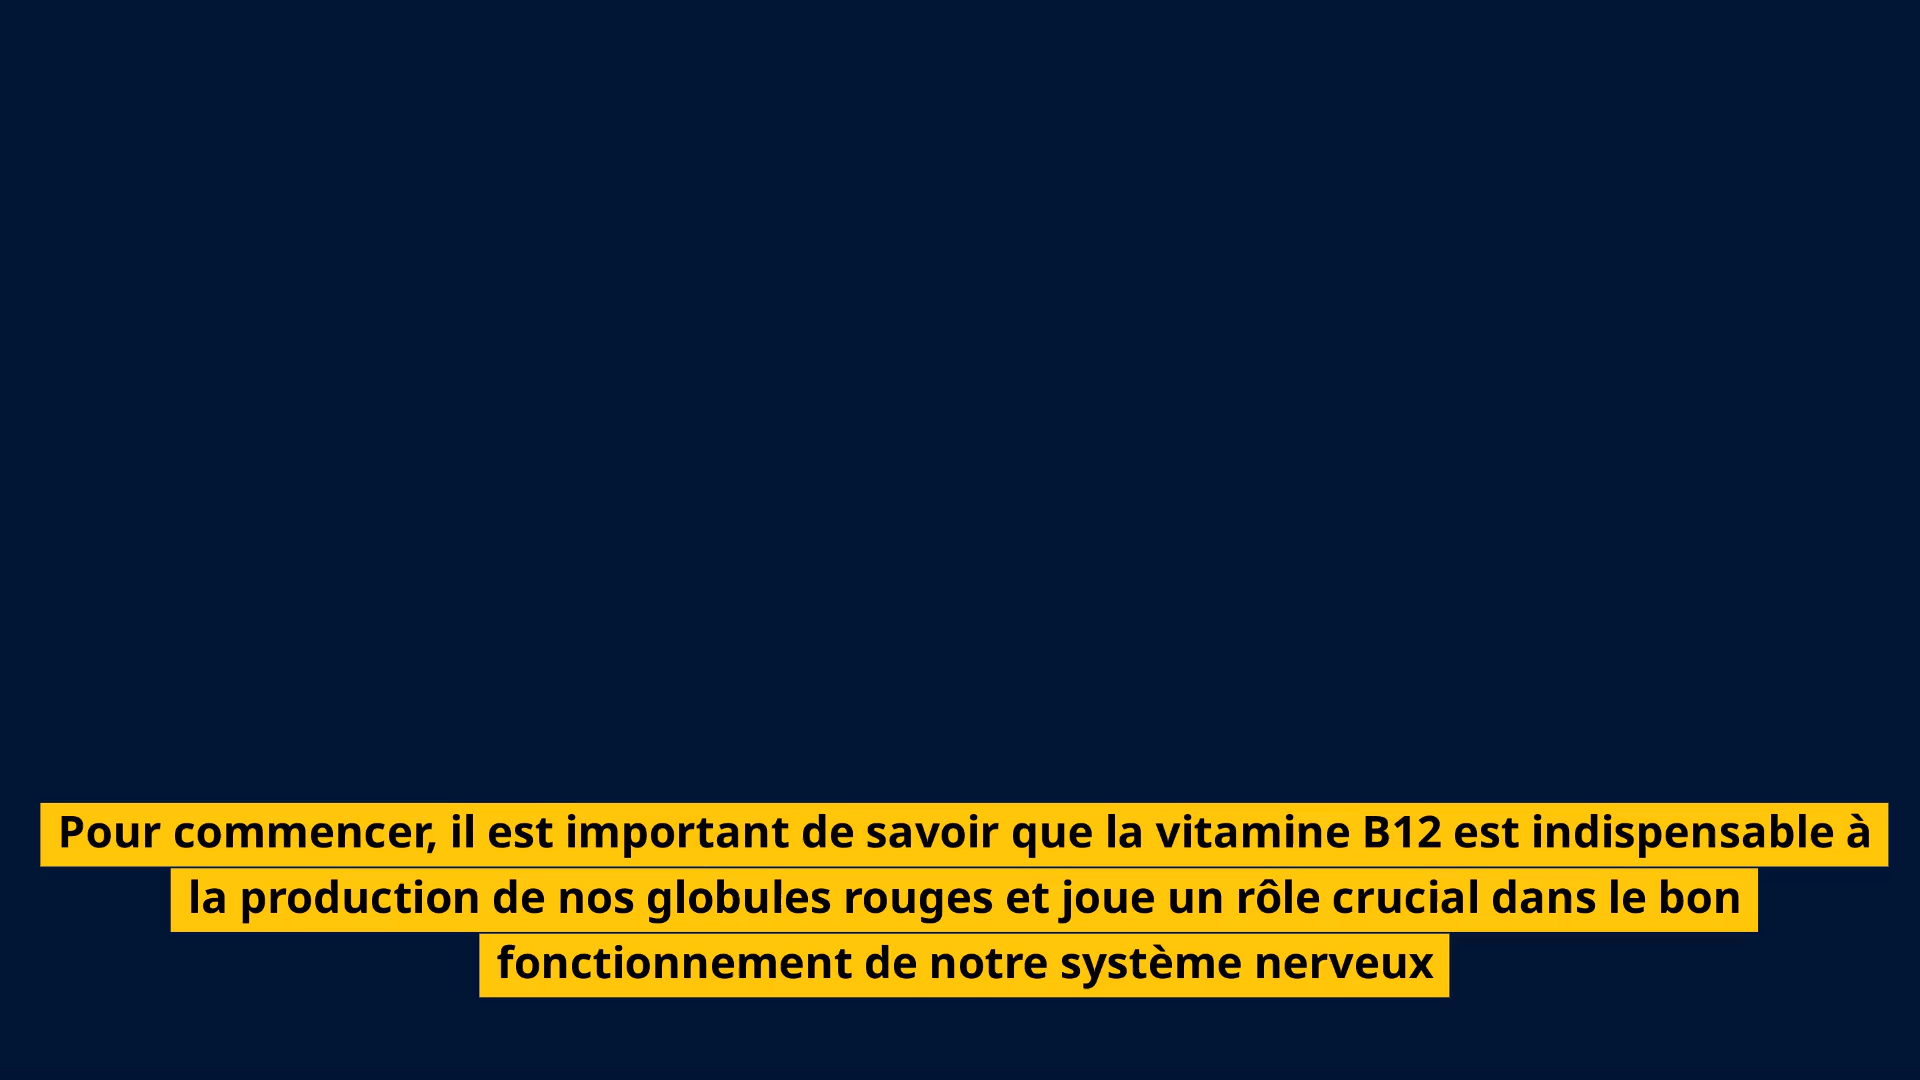 Pour commencer, il est important de savoir que la vitamine B12 est indispensable à
la production de nos globules rouges et joue un rôle crucial dans le bon
fonctionnement de notre système nerveux